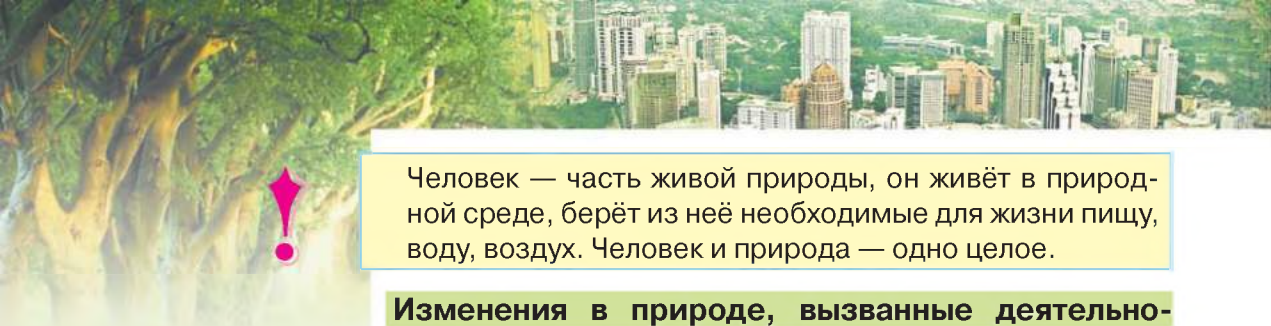 Человек — часть живой природы, он живёт в природ-
ной среде, берёт из неё необходимые для жизни пищу,
воду, воздух. Человек и природа — одно целое.
Изменения в природе, вызванные деятельно-